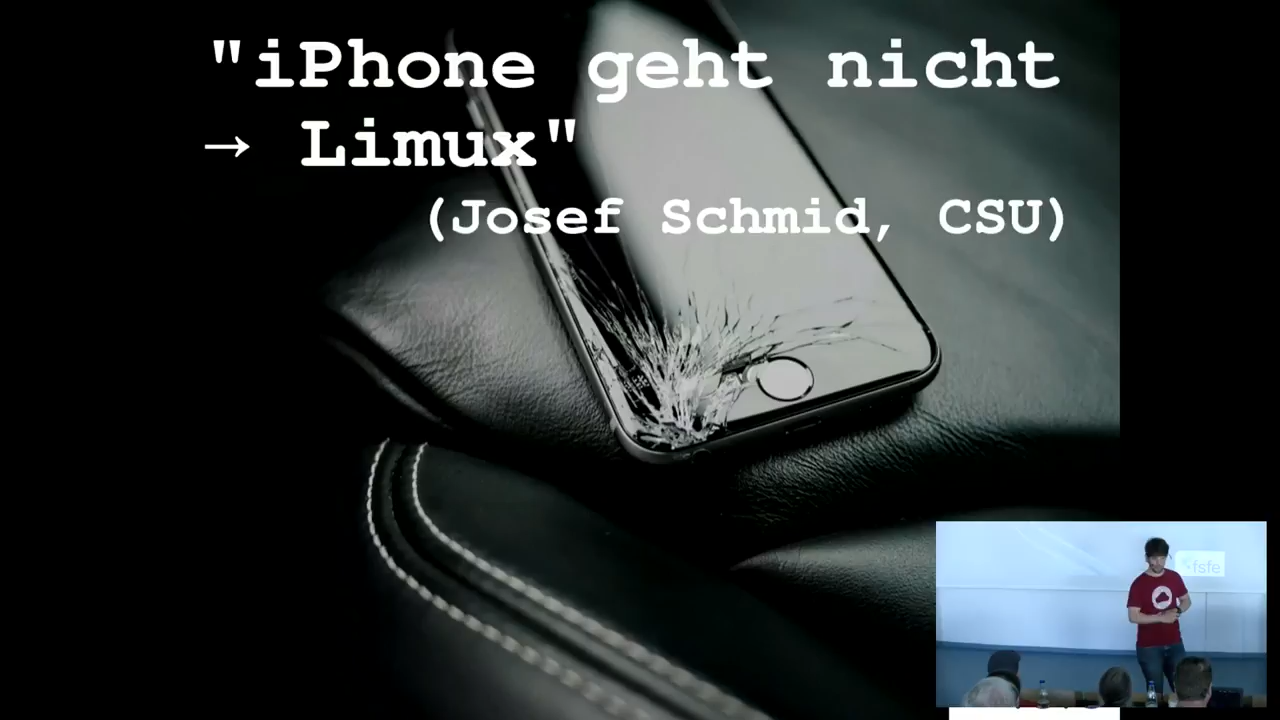 "iPhone geht nicht
→ Limux"
(Josef Schmid, CSU)
fsfe